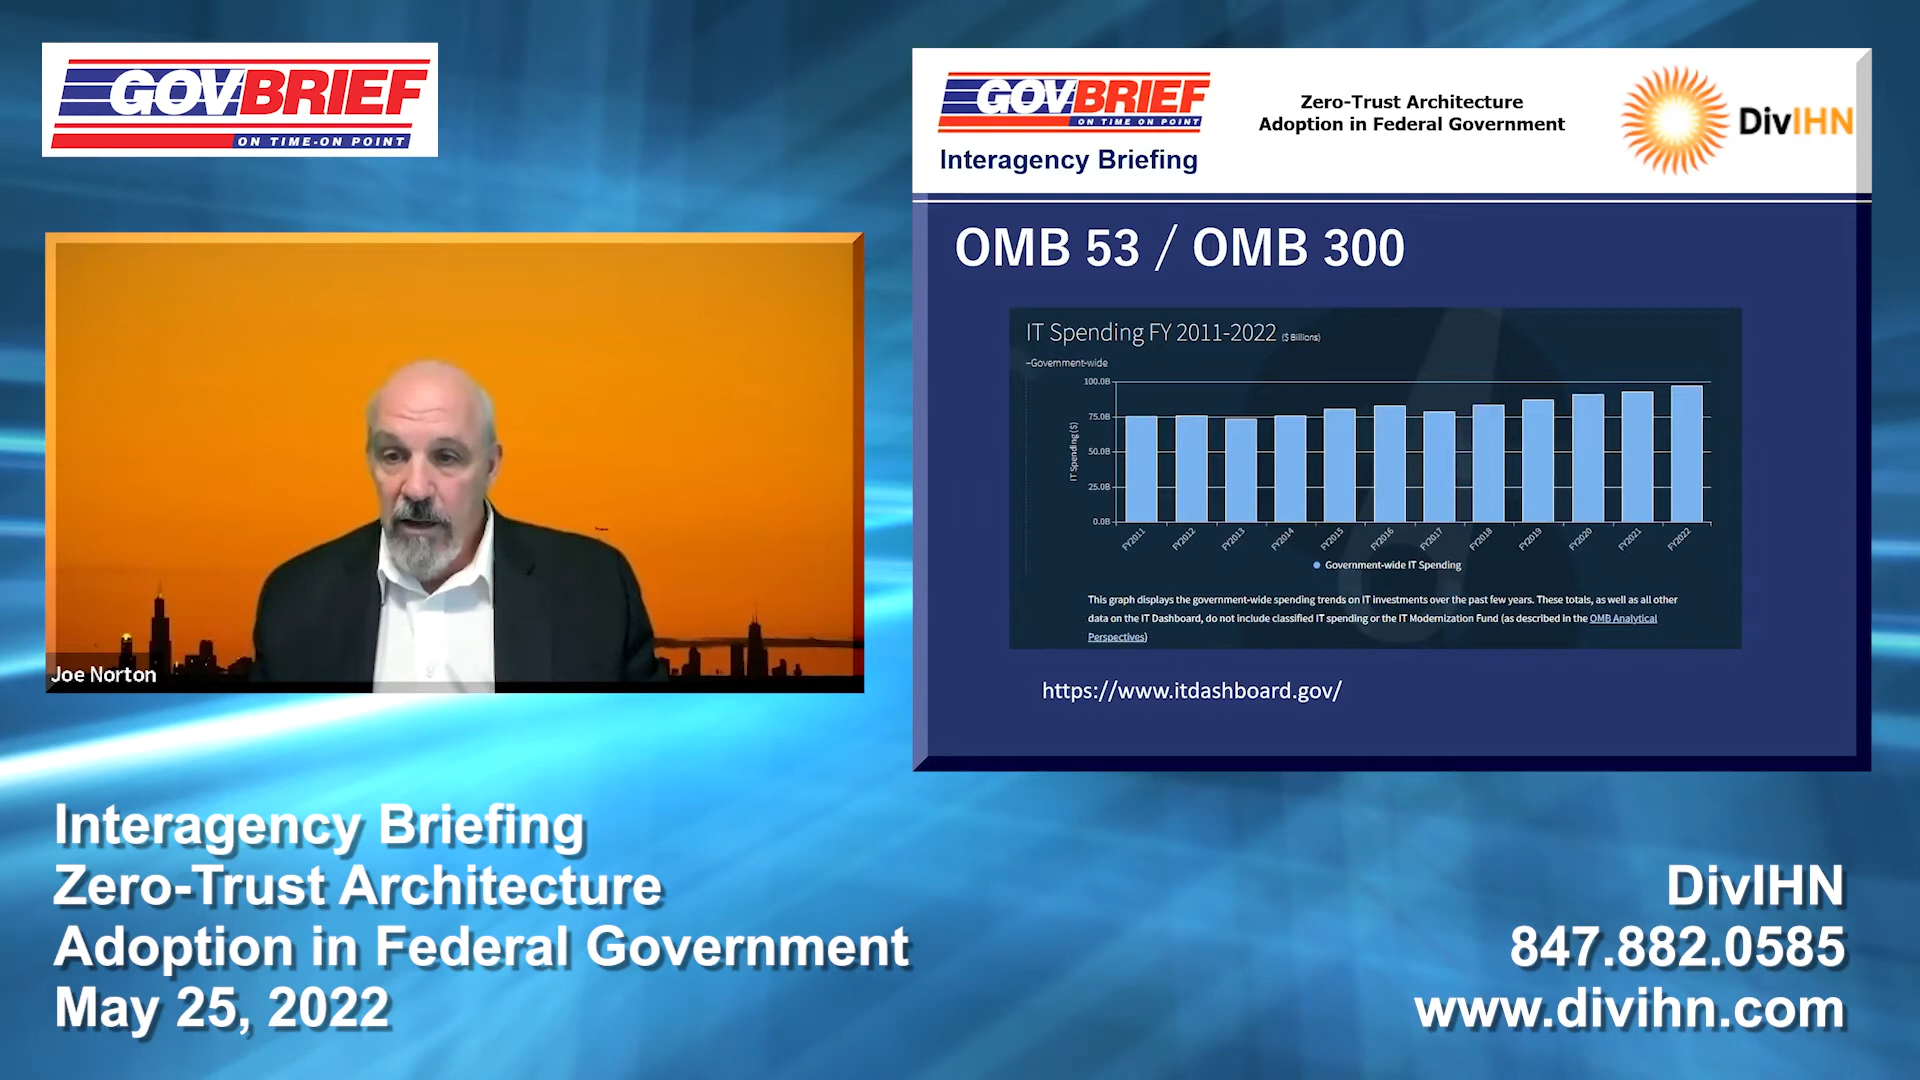 GOVBRIEF
ON TIME-ON POINT
Joe Norton
GOVBRIEF
ON TIME ON POINT
Interagency Briefing
Zero-Trust Architecture
Adoption in Federal Government
DivIHN
OMB 53 / OMB 300
IT Spending FY 2011-2022 ($ Billions)
–Government-wide
IT Spending ($)
100.0B
75.0B
50.0B
25.0B
0.0B
FY2011
FY2012
FY2013
FY2014
FY2015
FY2016
FY2017
FY2018
FY2019
FY2020
FY2021
FY2022
Government-wide IT Spending
This graph displays the government-wide spending trends on IT investments over the past few years. These totals, as well as all other
data on the IT Dashboard, do not include classified IT spending or the IT Modernization Fund (as described in the OMB Analytical
Perspectives)
https://www.itdashboard.gov/
Interagency Briefing
Zero-Trust Architecture
Adoption in Federal Government
May 25, 2022
DivIHN
847.882.0585
www.divihn.com